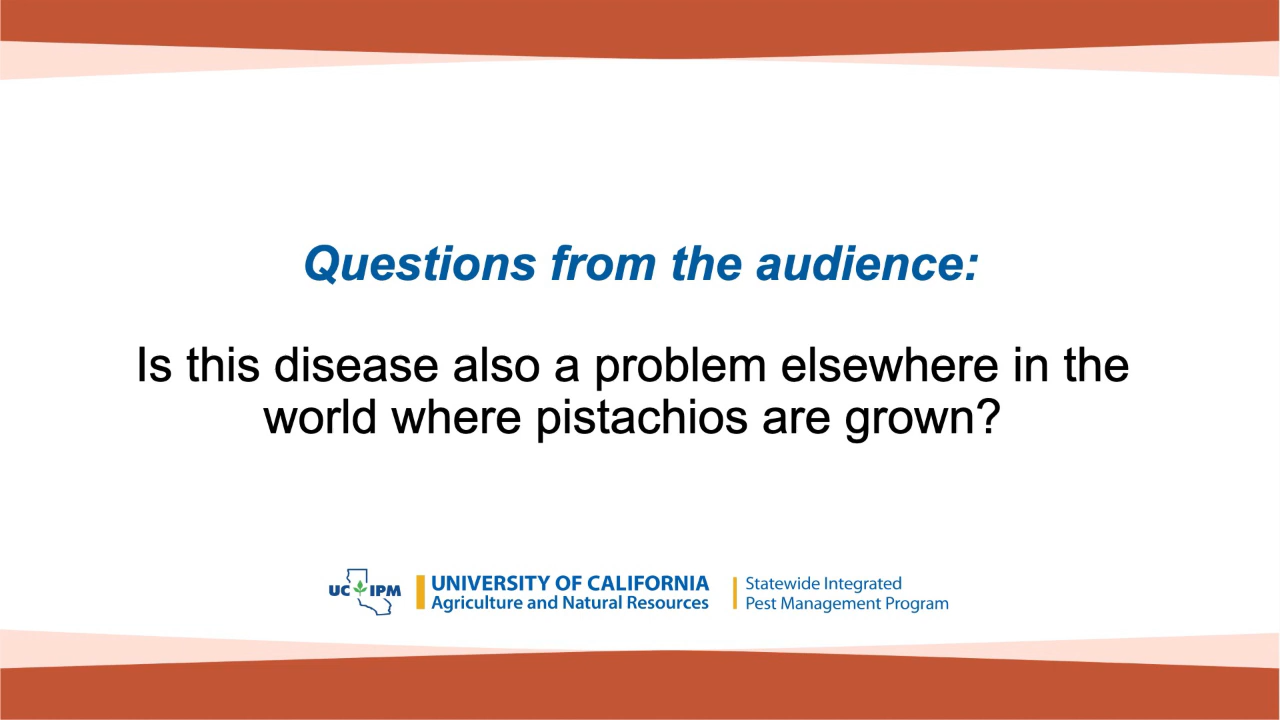 Questions from the audience:
Is this disease also a problem elsewhere in the
world where pistachios are grown?
UC IPM
UNIVERSITY OF CALIFORNIA
Agriculture and Natural Resources
Statewide Integrated
Pest Management Program